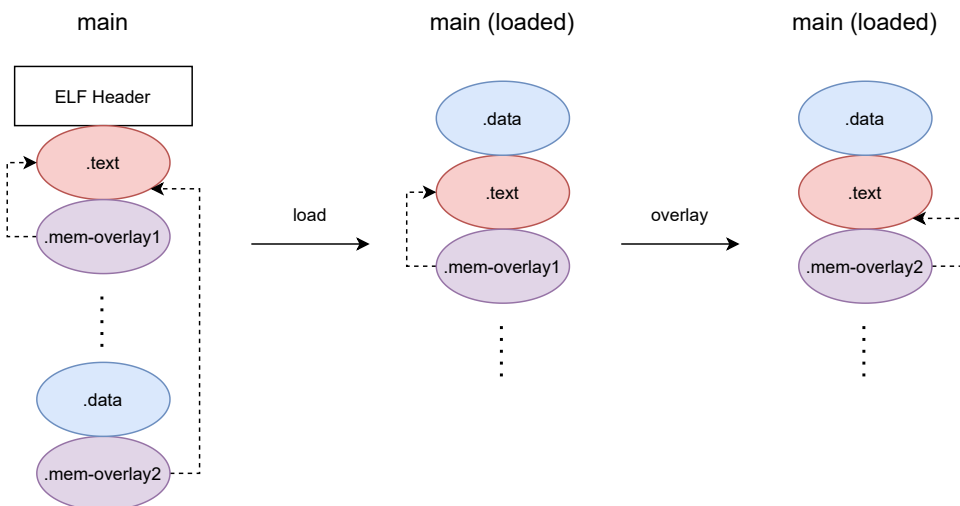 main
ELF Header
.text
.mem-overlay1
.data
.mem-overlay2
load
main (loaded)
.data
.text
.mem-overlay1
overlay
main (loaded)
.data
.text
.mem-overlay2